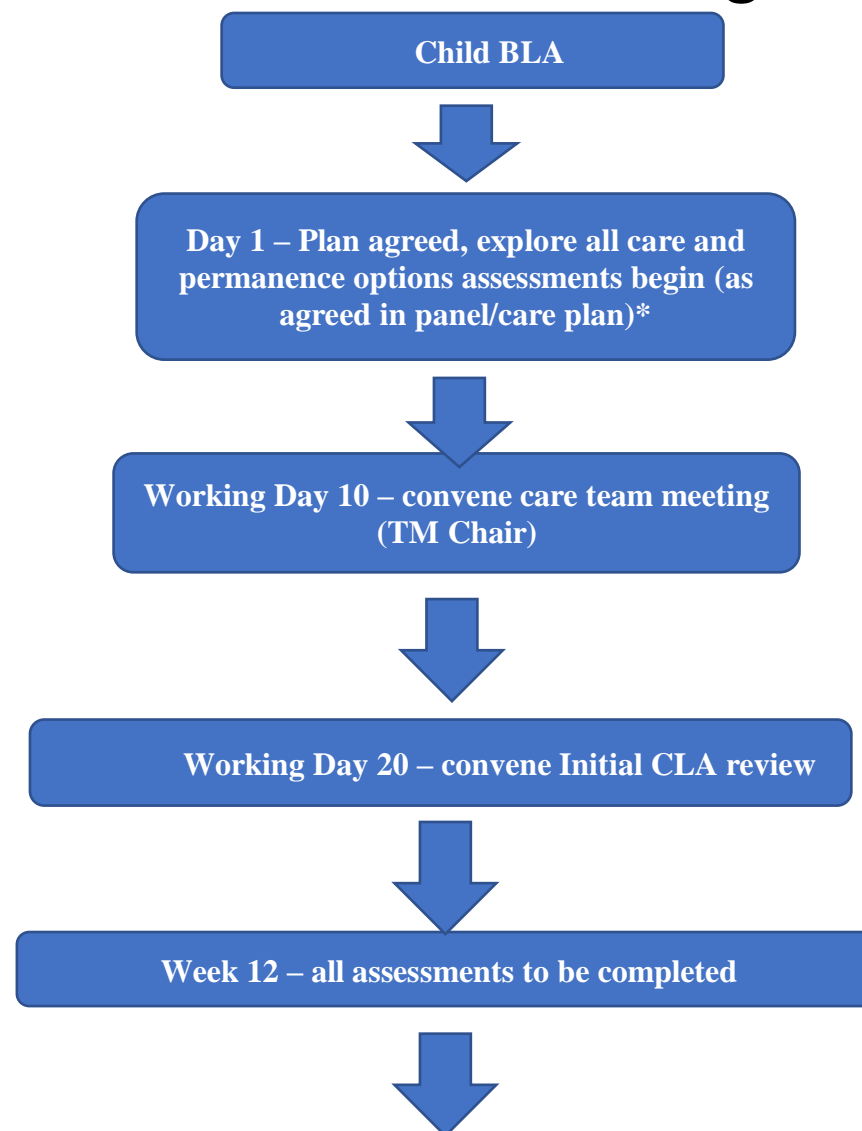 Child BLA
Day 1 – Plan agreed, explore all care and
permanence options assessments begin (as
agreed in panel/care plan)*
Working Day 10 – convene care team meeting
(TM Chair)
Working Day 20 – convene Initial CLA review
Week 12 – all assessments to be completed